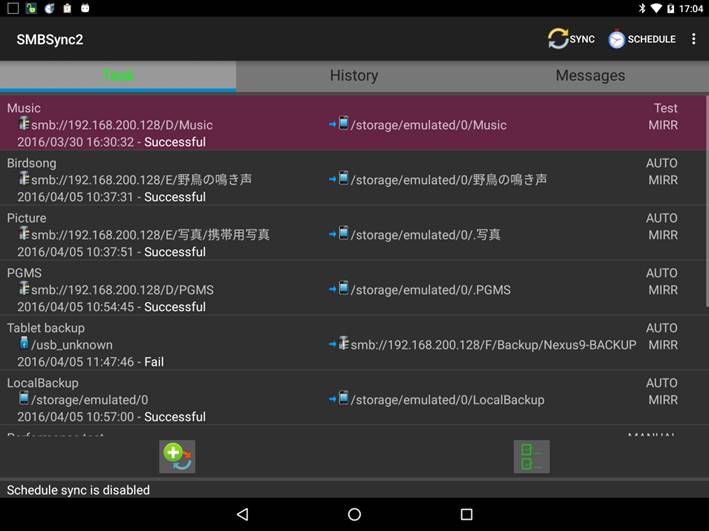 17:04
SMBSync2
SYNC
SCHEDULE
Task
History
Messages
Music
Test
smb://192.168.200.128/D/Music
/storage/emulated/0/Music
MIRR
2016/03/30 16:30:32 - Successful
Birdsong
AUTO
smb://192.168.200.128/E/野鳥の鳴き声
/storage/emulated/0/野鳥の鳴き声
MIRR
2016/04/05 10:37:31 - Successful
Picture
AUTO
smb://192.168.200.128/E/写真/携帯用写真
/storage/emulated/0/.写真
MIRR
2016/04/05 10:37:51 - Successful
PGMS
AUTO
smb://192.168.200.128/D/PGMS
/storage/emulated/0/.PGMS
MIRR
2016/04/05 10:54:45 - Successful
Tablet backup
AUTO
/usb_unknown
smb://192.168.200.128/F/Backup/Nexus9-BACKUP
MIRR
2016/04/05 11:47:46 - Fail
LocalBackup
AUTO
/storage/emulated/0
/storage/emulated/0/LocalBackup
MIRR
2016/04/05 10:57:00 - Successful
Performance test
MANUAL
Schedule sync is disabled